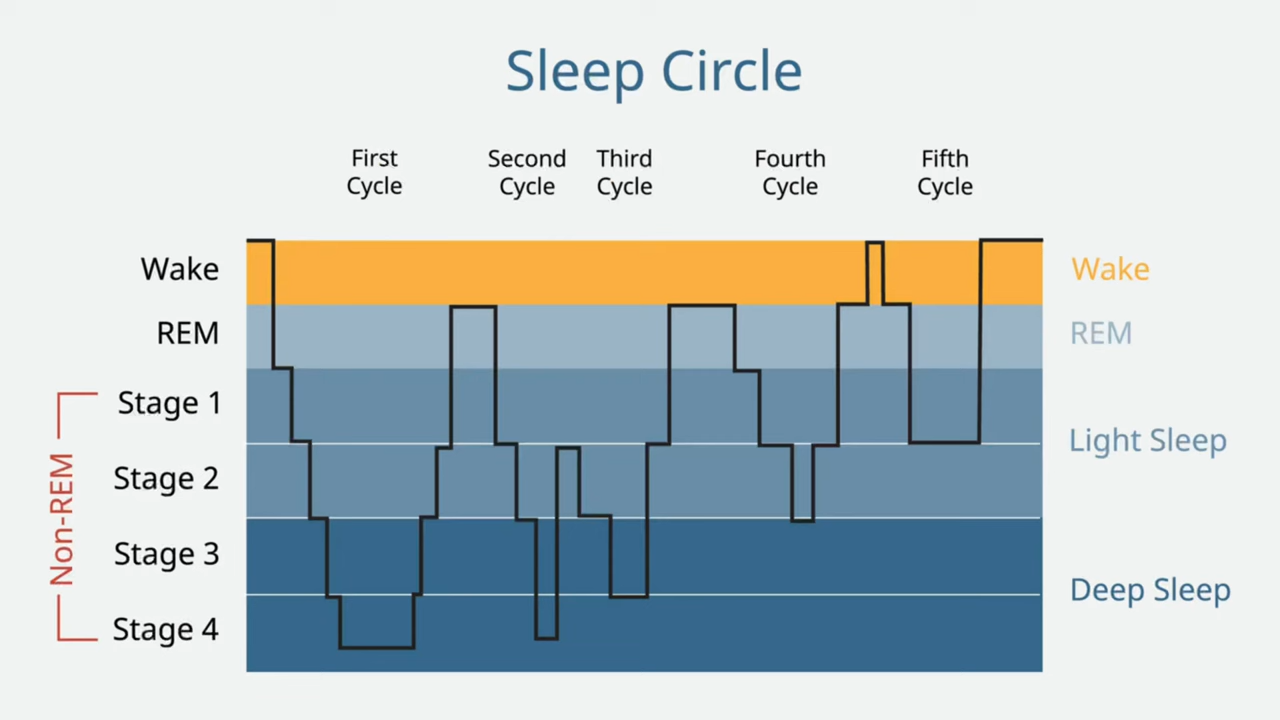 Sleep Circle
First
Cycle
Second
Cycle
Third
Cycle
Fourth
Cycle
Fifth
Cycle
Wake
REM
Stage 1
Stage 2
Stage 3
Stage 4
Non-REM
Wake
REM
Light Sleep
Deep Sleep